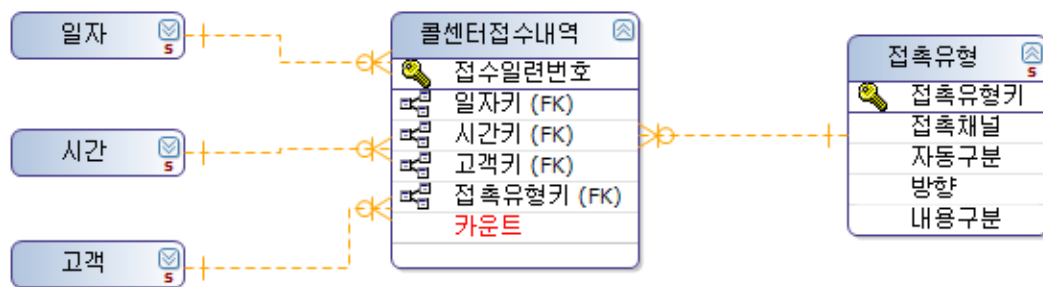 일자
S
시간
S
고객
S
콜센터접수내역
접수일련번호
일자키 (FK)
시간키 (FK)
고객키 (FK)
접촉유형키 (FK)
카운트
접촉유형
S
접촉유형키
접촉채널
자동구분
방향
내용구분